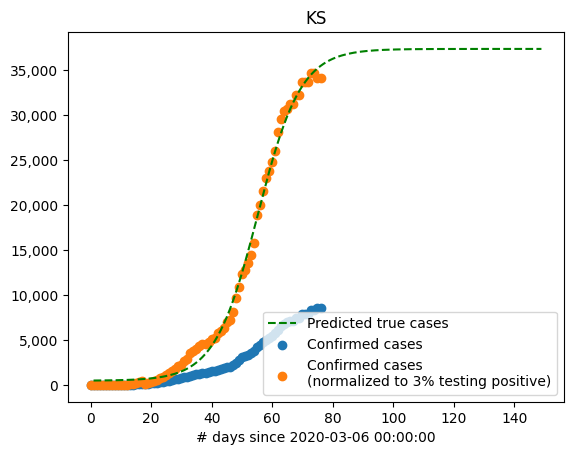 KS
35,000
30,000
25,000
20,000
15,000
10,000
5,000
0
Predicted true cases
Confirmed cases
Confirmed cases
(normalized to 3% testing positive)
0 20 40 60 80 100 120 140
# days since 2020-03-06 00:00:00